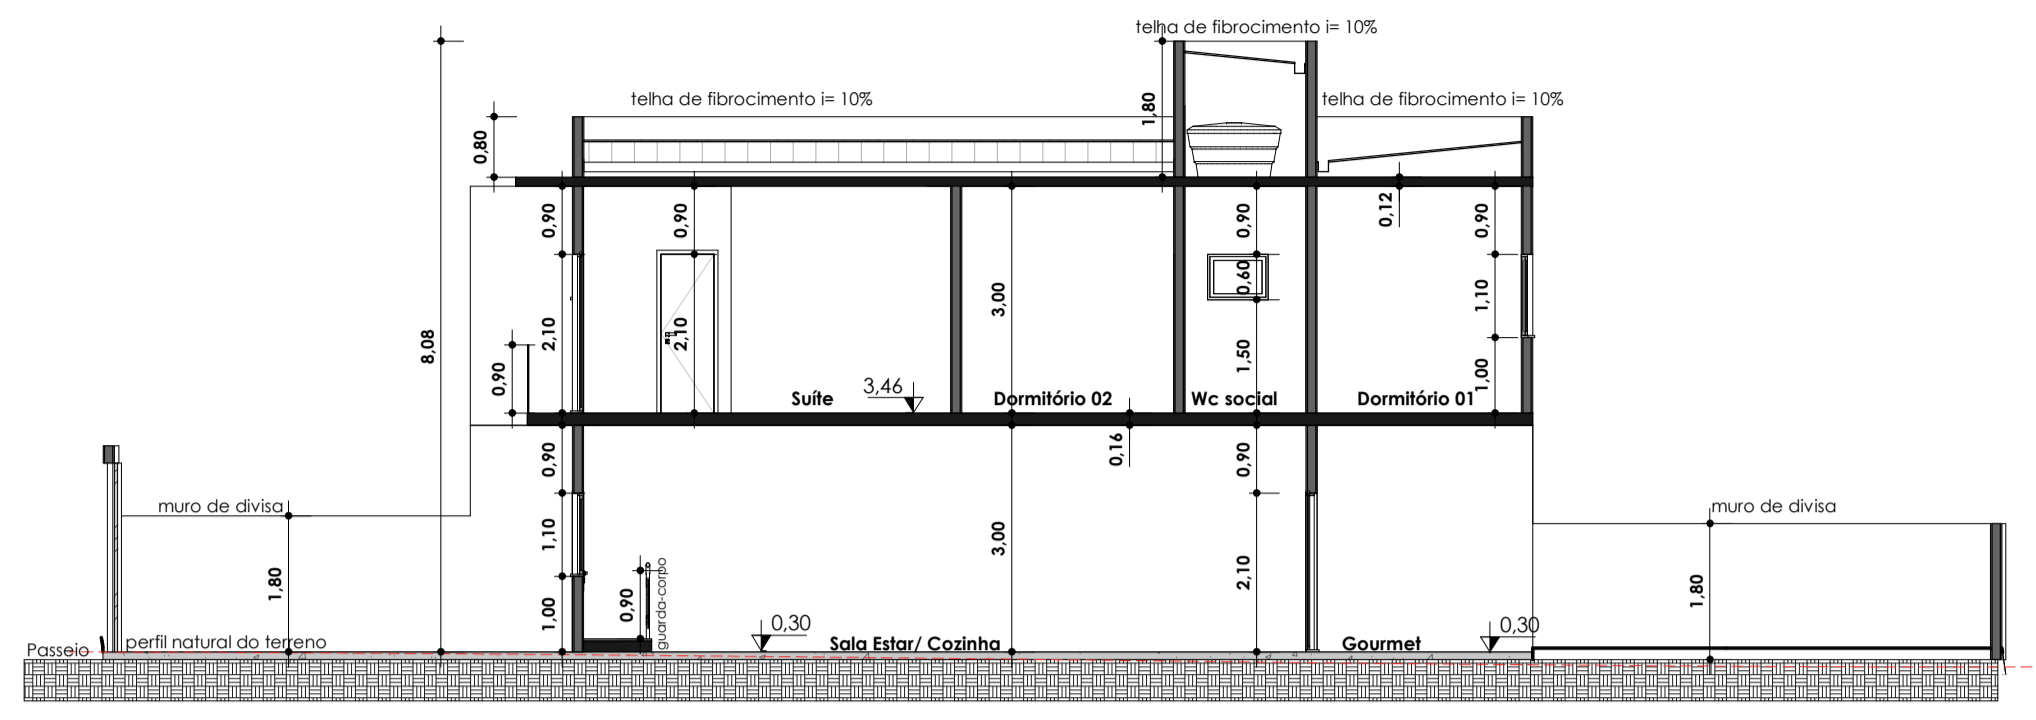 telha de fibrocimento i= 10%
telha de fibrocimento i= 10%
telha de fibrocimento i= 10%
1,80
0,80
0,90
0,90
0,90
0,12
0,90
8,08
2,10
2,10
3,00
0,60
1,10
0,90
1,50
1,00
Suíte
3,46
Dormitório 02
Wc social
Dormitório 01
0,90
0,16
0,90
muro de divisa
muro de divisa
1,10
3,00
1,80
0,90
guarda-corpo
2,10
1,80
1,00
0,30
0,30
Passeio
perfil natural do terreno
Sala Estar/ Cozinha
Gourmet